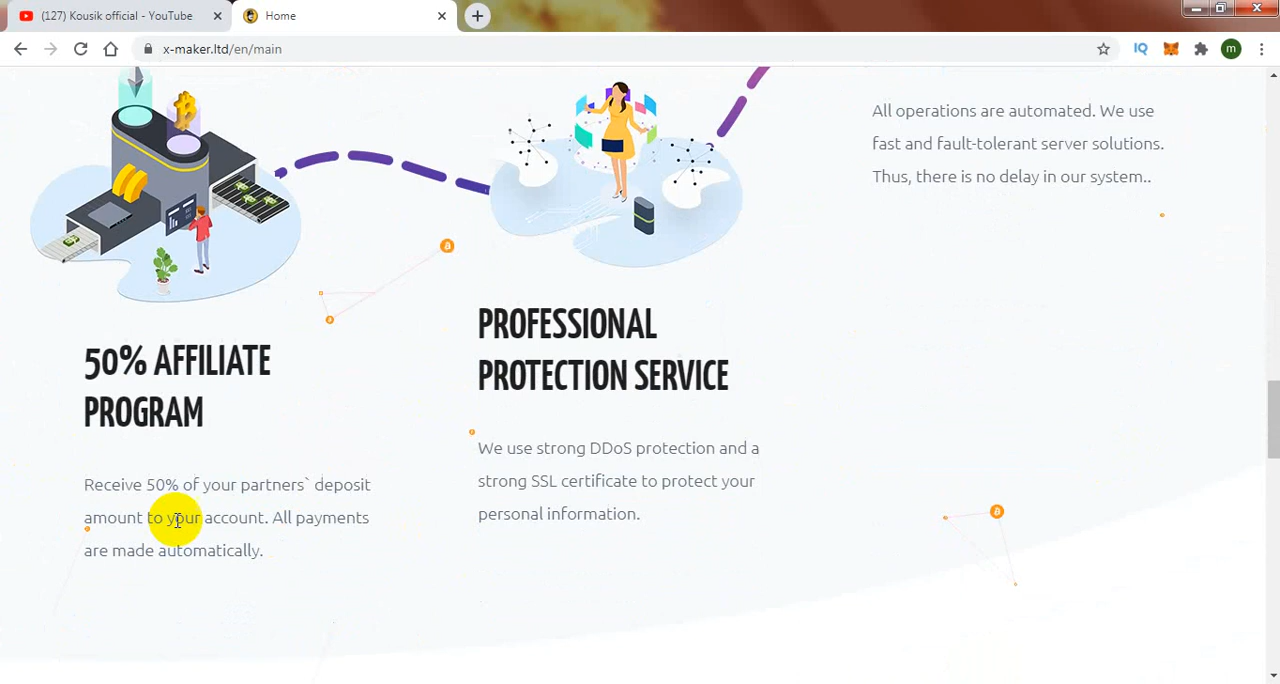 (127) Kousik official - YouTube
Home
x-maker.ltd/en/main
IQ
m
All operations are automated. We use
fast and fault-tolerant server solutions.
Thus, there is no delay in our system..
50% AFFILIATE
PROGRAM
Receive 50% of your partners` deposit
amount to your account. All payments
are made automatically.
PROFESSIONAL
PROTECTION SERVICE
We use strong DDoS protection and a
strong SSL certificate to protect your
personal information.